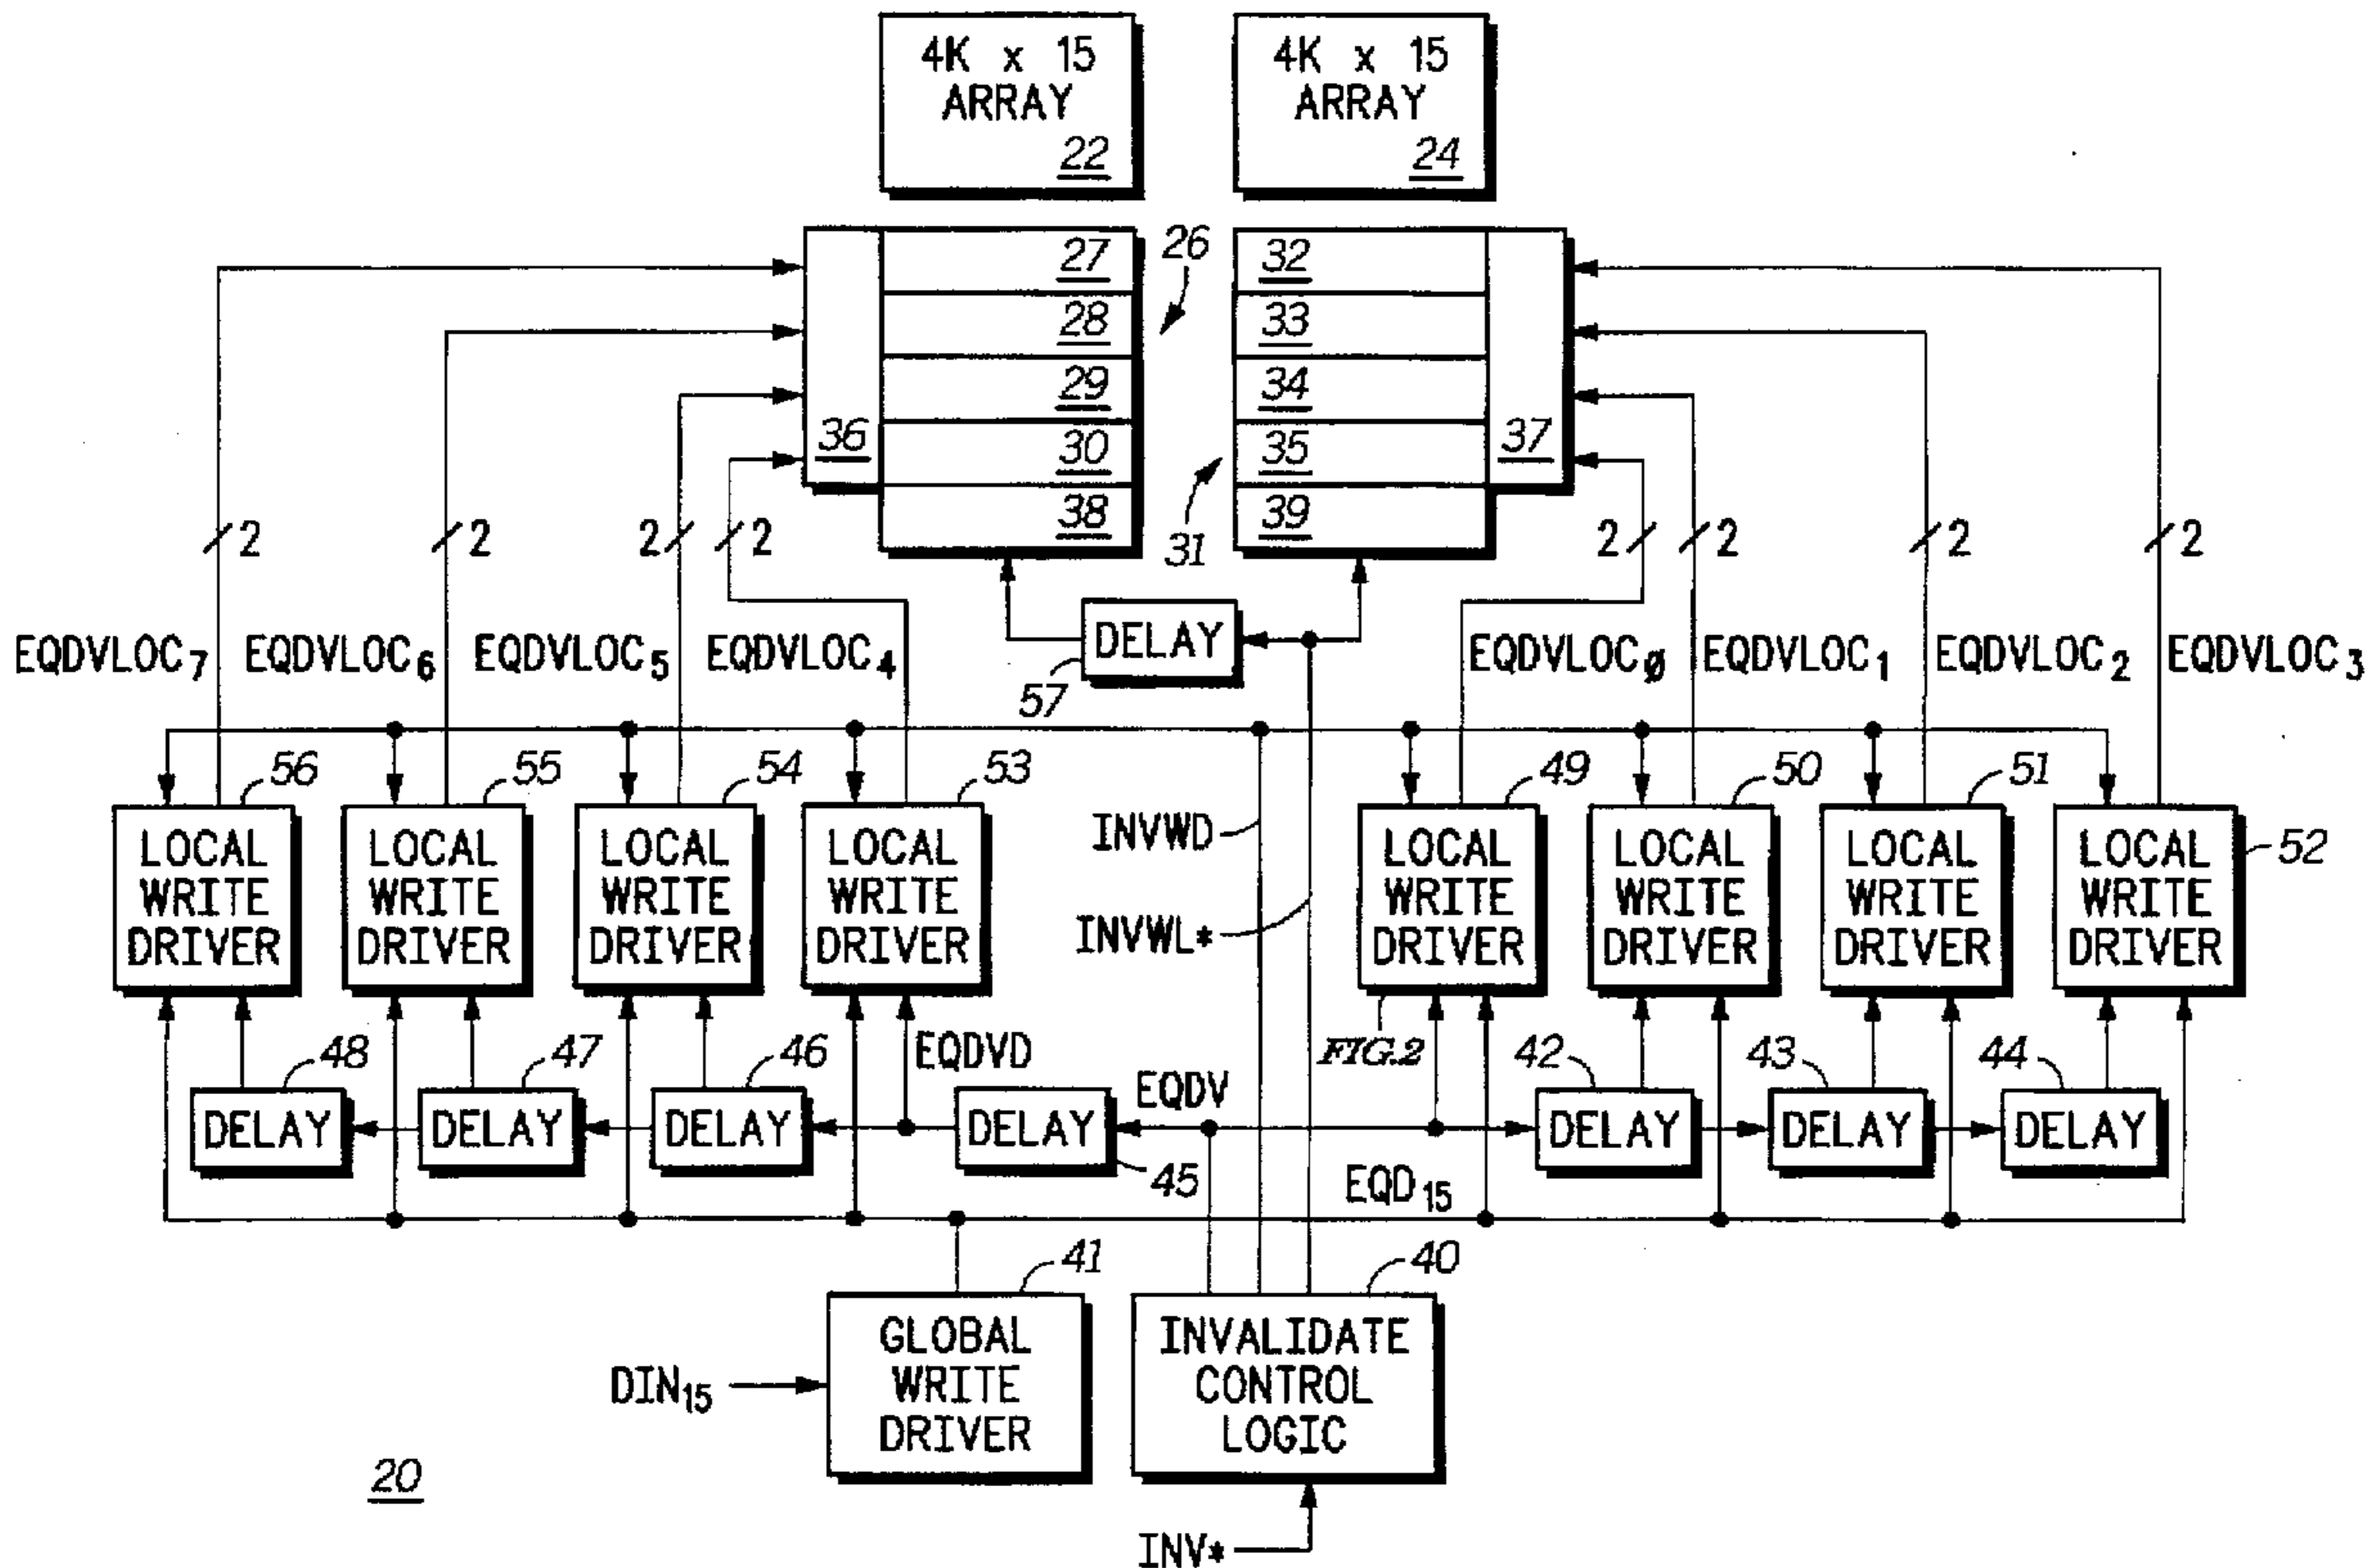 4K x 15
ARRAY
22
4K x 15
ARRAY
24
27
28
29
30
38
36
26
32
33
34
35
39
37
31
2
2
2
2
2
2
2
2
EQDVLOC7
EQDVLOC6
EQDVLOC5
EQDVLOC4
DELAY
57
EQDVLOCØ
EQDVLOC1
EQDVLOC2
EQDVLOC3
56
55
54
53
49
50
51
52
LOCAL
WRITE
DRIVER
LOCAL
WRITE
DRIVER
LOCAL
WRITE
DRIVER
LOCAL
WRITE
DRIVER
INVWD
INVWL*
LOCAL
WRITE
DRIVER
LOCAL
WRITE
DRIVER
LOCAL
WRITE
DRIVER
LOCAL
WRITE
DRIVER
FIG.2
48
47
46
EQDVD
EQDV
42
43
44
DELAY
DELAY
DELAY
DELAY
45
DELAY
DELAY
DELAY
EQD15
41
40
GLOBAL
WRITE
DRIVER
INVALIDATE
CONTROL
LOGIC
DIN15
20
INV*